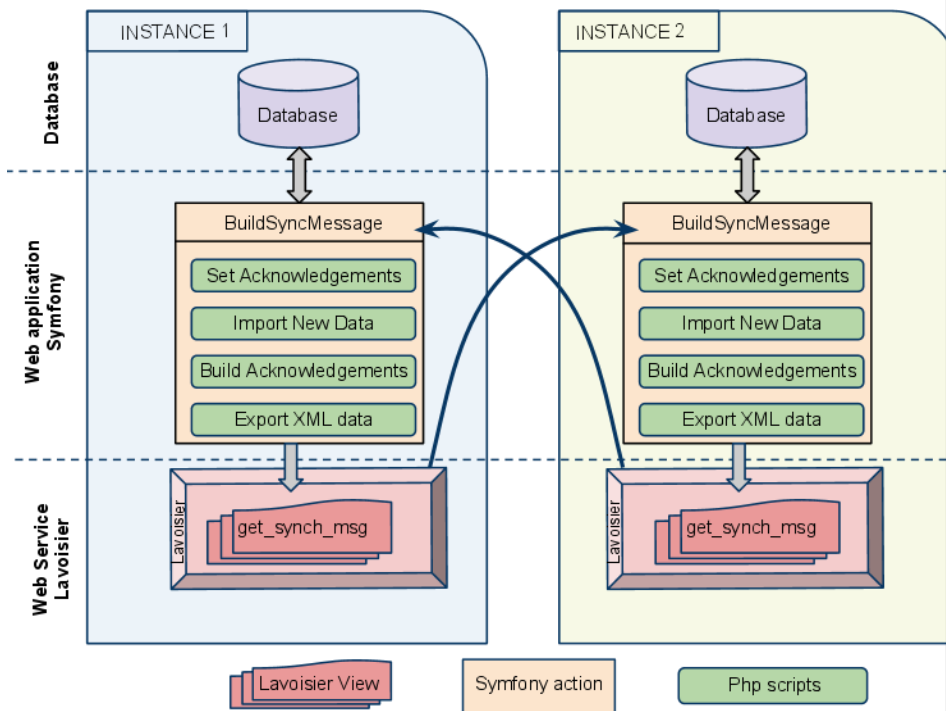 INSTANCE 1
INSTANCE 2
Database
Database
Database
Web application
Symfony
BuildSyncMessage
Set Acknowledgements
Import New Data
Build Acknowledgements
Export XML data
BuildSyncMessage
Set Acknowledgements
Import New Data
Build Acknowledgements
Export XML data
Web Service
Lavoisier
Lavoisier
get_synch_msg
Lavoisier
get_synch_msg
Lavoisier View
Symfony action
Php scripts